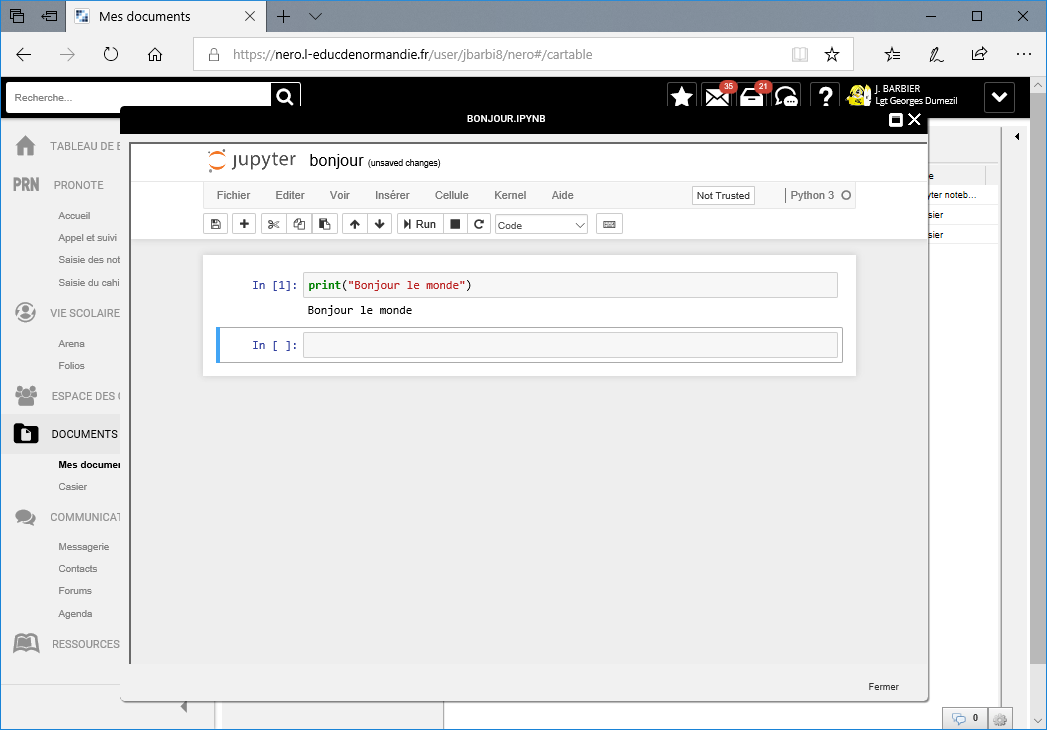 Mes documents
https://nero.l-educdenormandie.fr/user/jbarbi8/nero#/cartable
Recherche...
35
21
?
J. BARBIER
Lgt Georges Dumezil
BONJOUR.IPYNB
jupyter bonjour (unsaved changes)
Fichier Editer Voir Insérer Cellule Kernel Aide Not Trusted Python 3
Run Code
In [1]: print("Bonjour le monde")
Bonjour le monde
In [ ]:
Fermer
TABLEAU DE B
PRN PRONOTE
Accueil
Appel et suivi
Saisie des not
Saisie du cahi
VIE SCOLAIRE
Arena
Folios
ESPACE DES
DOCUMENTS
Mes documen
Casier
COMMUNICAT
Messagerie
Contacts
Forums
Agenda
RESSOURCES
e
yter noteb...
sier
sier
0